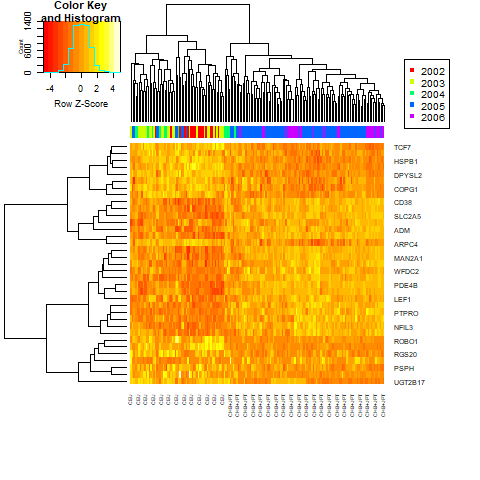 Color Key
and Histogram
Count
0 600 1400
-4 0 2 4
Row Z-Score
2002
2003
2004
2005
2006
TCF7
HSPB1
DPYSL2
COPG1
CD38
SLC2A5
ADM
ARPC4
MAN2A1
WFDC2
PDE4B
LEF1
PTPRO
NFIL3
ROBO1
RGS20
PSPH
UGT2B17